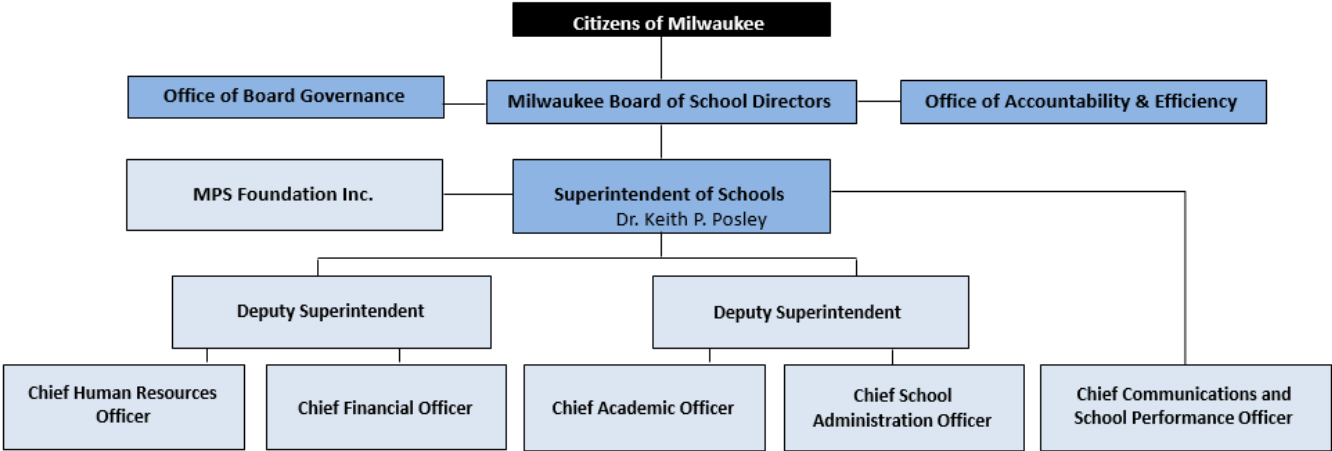 Citizens of Milwaukee
Office of Board Governance
Milwaukee Board of School Directors
Office of Accountability & Efficiency
MPS Foundation Inc.
Superintendent of Schools
Dr. Keith P. Posley
Deputy Superintendent
Deputy Superintendent
Chief Human Resources
Officer
Chief Financial Officer
Chief Academic Officer
Chief School
Administration Officer
Chief Communications and
School Performance Officer